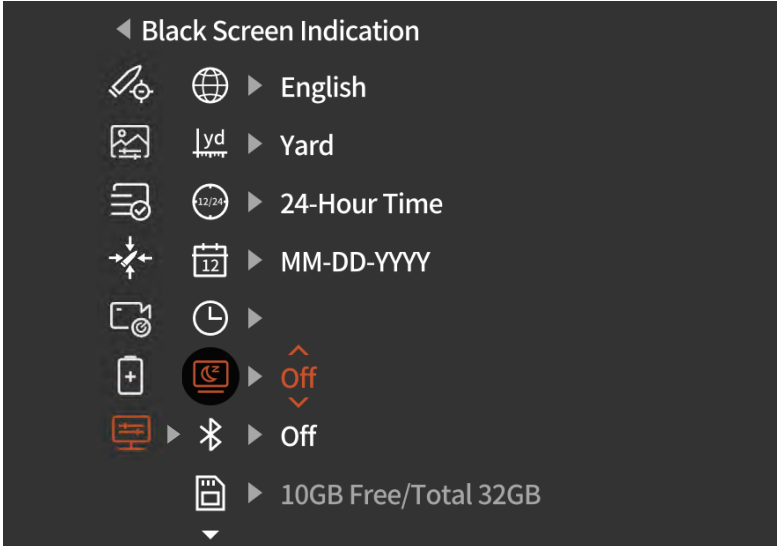 Black Screen Indication
English
yd Yard
12/24 24-Hour Time
12 MM-DD-YYYY
z Off
Off
10GB Free/Total 32GB